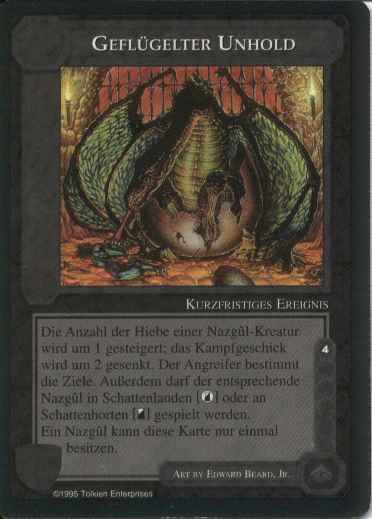 Geflügelter Unhold
Kurzfristiges Ereignis
Die Anzahl der Hiebe einer Nazgûl-Kreatur
wird um 1 gesteigert; das Kampfgeschick
wird um 2 gesenkt. Der Angreifer bestimmt
die Ziele. Außerdem darf der entsprechende
Nazgûl in Schattenlanden [ ] oder an
Schattenhorten [ ] gespielt werden.
Ein Nazgûl kann diese Karte nur einmal
besitzen.
4
Art by Edward Beard, Jr.
©1995 Tolkien Enterprises